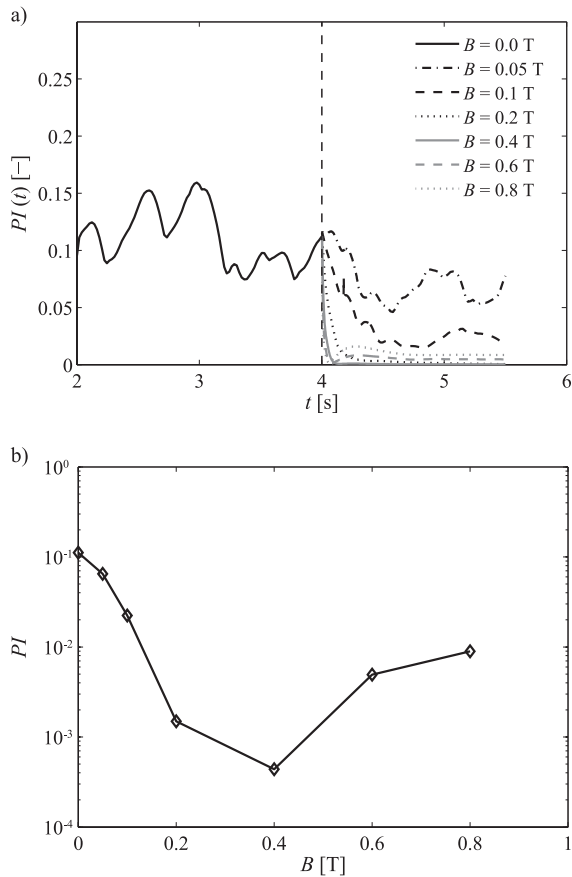 a)
0.25
0.2
0.15
0.1
0.05
0
PI (t) [−]
B = 0.0 T
B = 0.05 T
B = 0.1 T
B = 0.2 T
B = 0.4 T
B = 0.6 T
B = 0.8 T
2 3 4 5 6
t [s]
b)
10^0
10^-1
10^-2
10^-3
10^-4
PI
0 0.2 0.4 0.6 0.8 1
B [T]